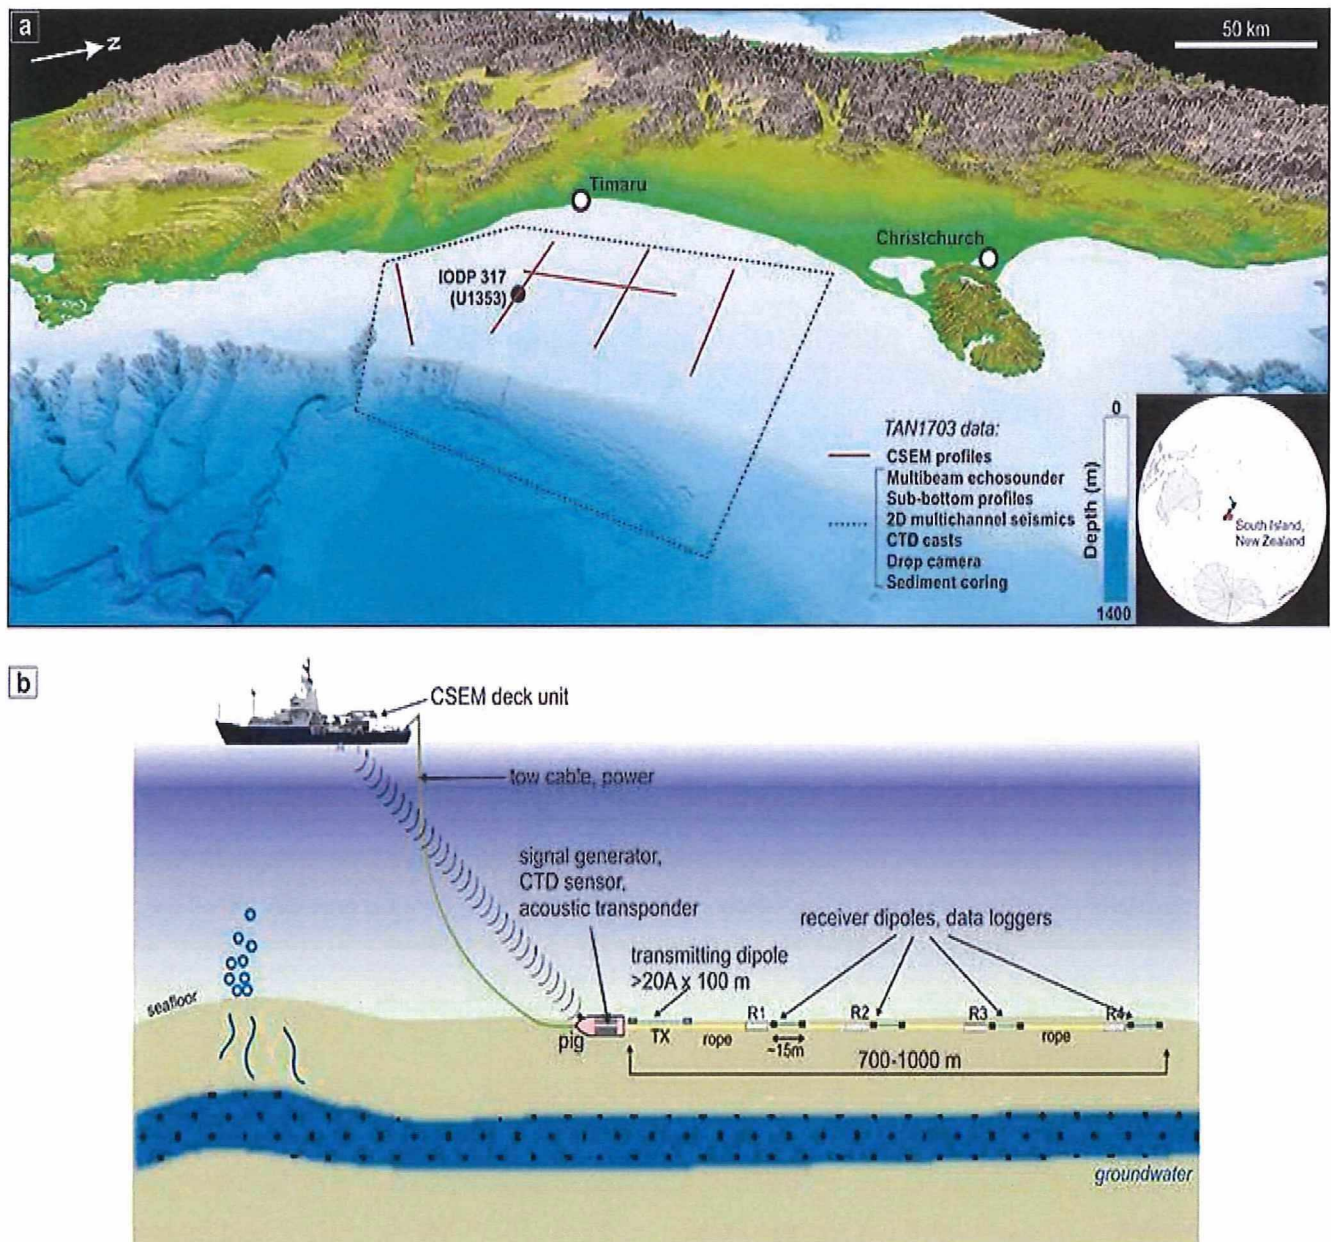 a
N
50 km
Timaru
Christchurch
IODP 317
(U1353)
TAN1703 data:
CSEM profiles
Multibeam echosounder
Sub-bottom profiles
2D multichannel seismics
CTD casts
Drop camera
Sediment coring
0
Depth (m)
1400
South Island,
New Zealand
b
CSEM deck unit
tow cable, power
signal generator,
CTD sensor,
acoustic transponder
receiver dipoles, data loggers
transmitting dipole
>20A x 100 m
seafloor
pig
TX
rope
R1
R2
R3
R4
~15m
rope
700-1000 m
groundwater